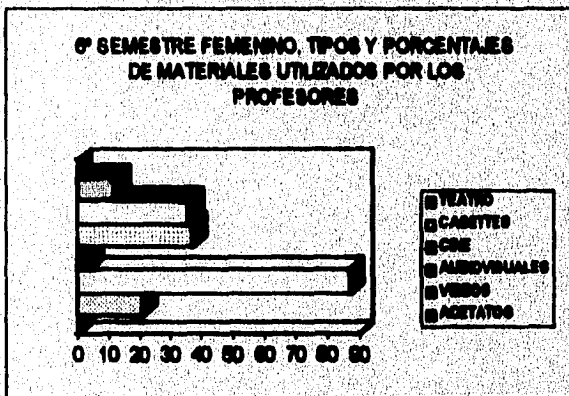 6º SEMESTRE FEMENINO, TIPOS Y PORCENTAJES
DE MATERIALES UTILIZADOS POR LOS
PROFESORES
TEATRO
CASETTES
CINE
AUDIOVISUALES
VIDEOS
ACETATOS
0 10 20 30 40 50 60 70 80 90